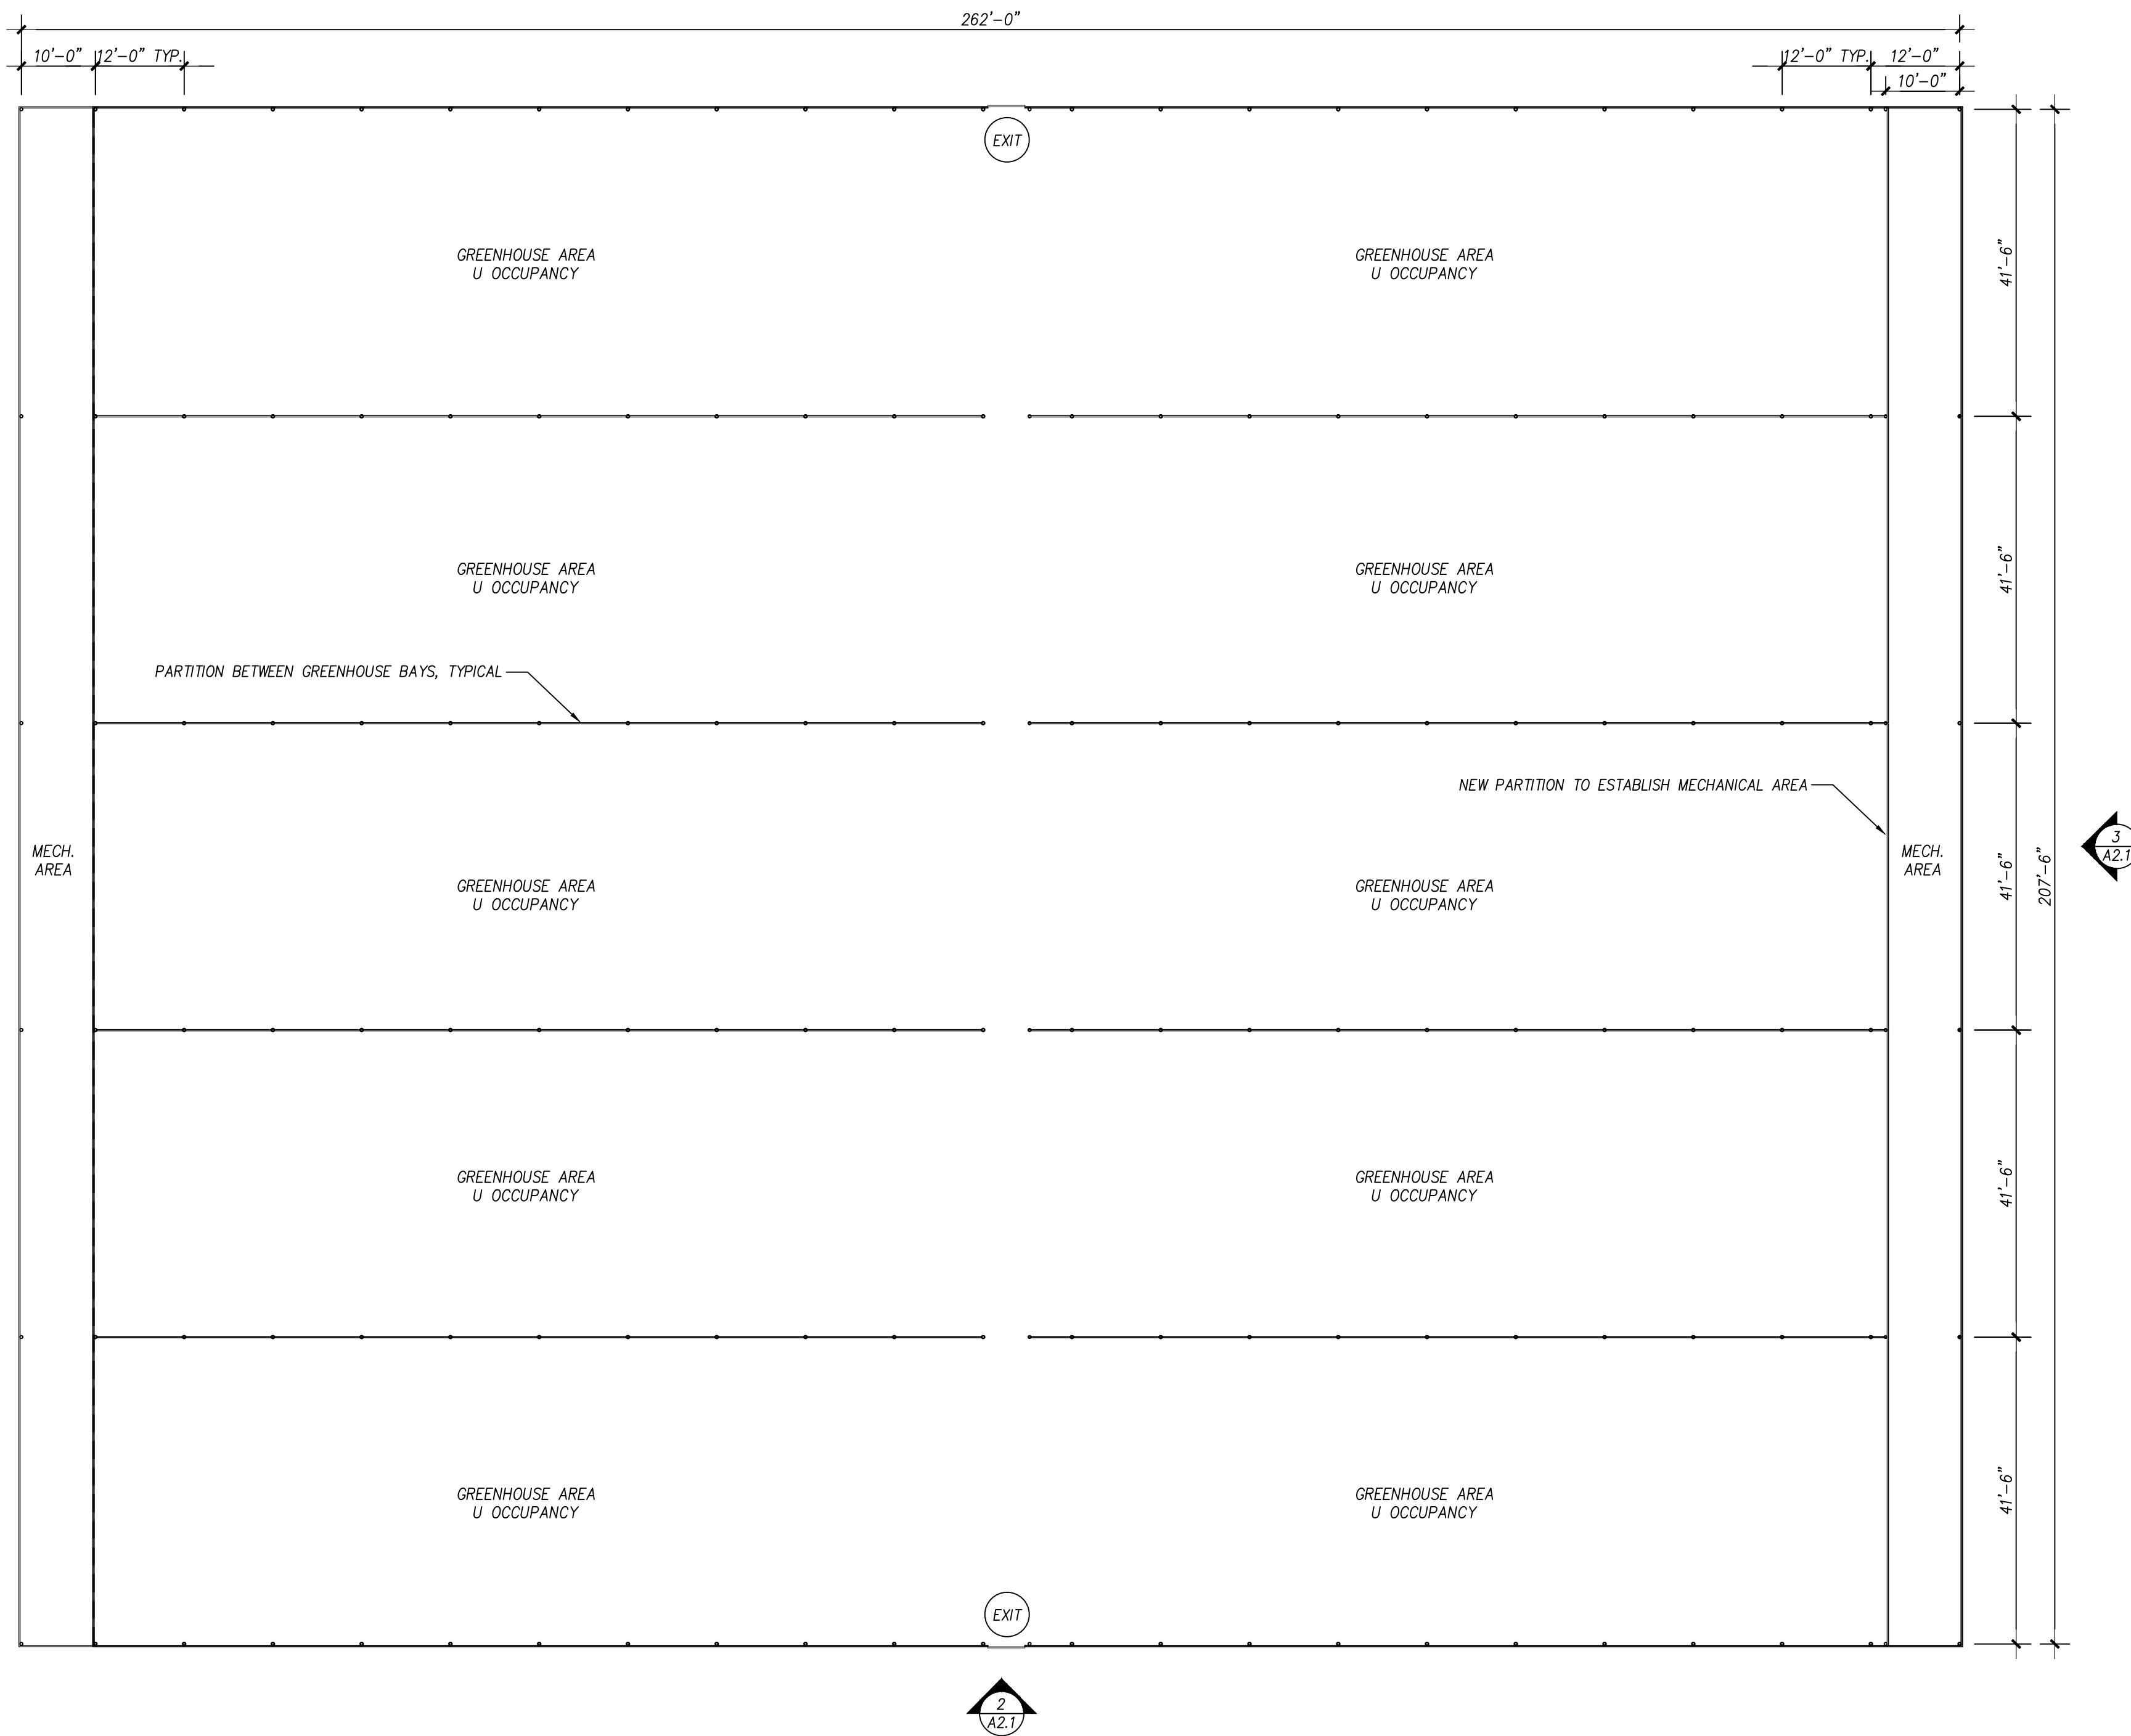 262'-0"
10'-0"
12'-0" TYP.
12'-0" TYP.
12'-0"
10'-0"
EXIT
GREENHOUSE AREA
U OCCUPANCY
GREENHOUSE AREA
U OCCUPANCY
41'-6"
GREENHOUSE AREA
U OCCUPANCY
GREENHOUSE AREA
U OCCUPANCY
41'-6"
PARTITION BETWEEN GREENHOUSE BAYS, TYPICAL
NEW PARTITION TO ESTABLISH MECHANICAL AREA
MECH.
AREA
GREENHOUSE AREA
U OCCUPANCY
GREENHOUSE AREA
U OCCUPANCY
MECH.
AREA
41'-6"
207'-6"
3
A2.1
GREENHOUSE AREA
U OCCUPANCY
GREENHOUSE AREA
U OCCUPANCY
41'-6"
GREENHOUSE AREA
U OCCUPANCY
GREENHOUSE AREA
U OCCUPANCY
41'-6"
EXIT
2
A2.1